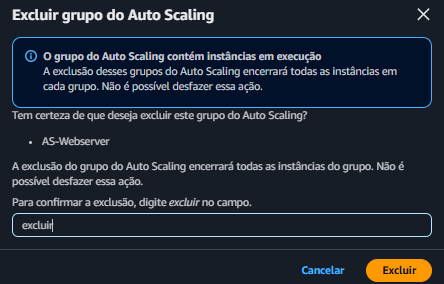 Excluir grupo do Auto Scaling
O grupo do Auto Scaling contém instâncias em execução
A exclusão desses grupos do Auto Scaling encerrará todas as instâncias em
cada grupo. Não é possível desfazer essa ação.
Tem certeza de que deseja excluir este grupo do Auto Scaling?
• AS-Webserver
A exclusão do grupo do Auto Scaling encerrará todas as instâncias do grupo. Não é
possível desfazer essa ação.
Para confirmar a exclusão, digite excluir no campo.
excluir
Cancelar
Excluir